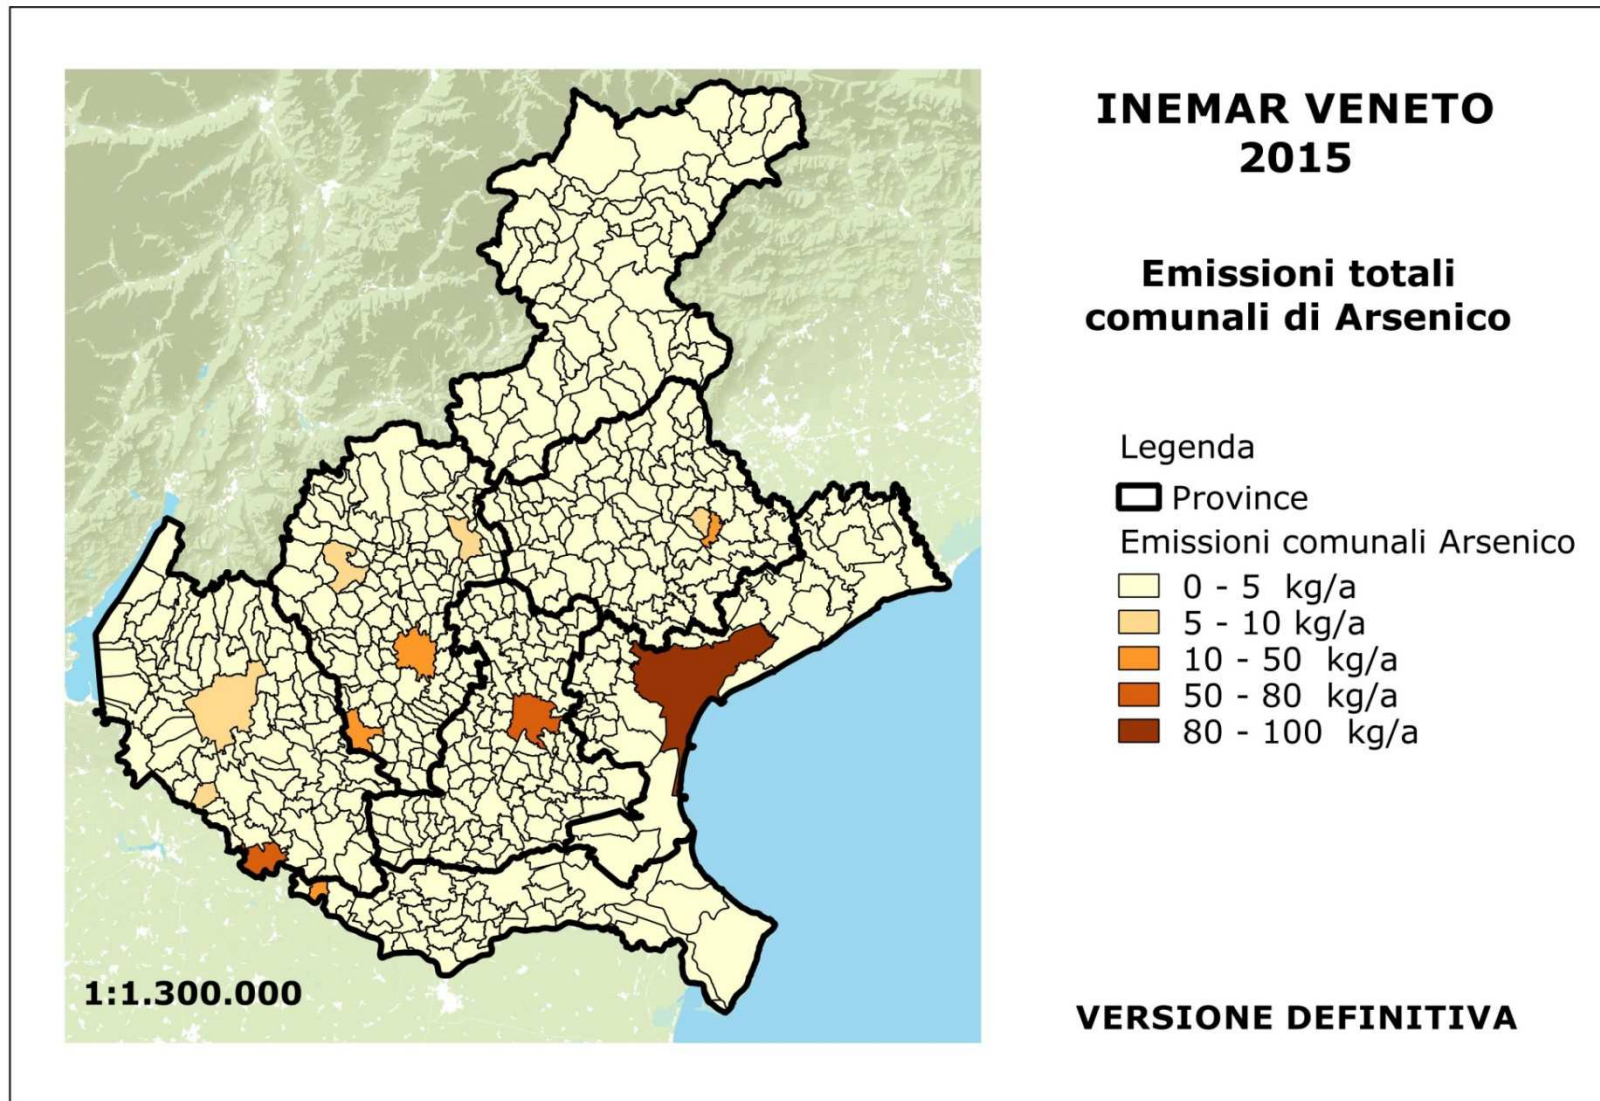 INEMAR VENETO
2015
Emissioni totali
comunali di Arsenico
Legenda
Province
Emissioni comunali Arsenico
0 - 5 kg/a
5 - 10 kg/a
10 - 50 kg/a
50 - 80 kg/a
80 - 100 kg/a
1:1.300.000
VERSIONE DEFINITIVA